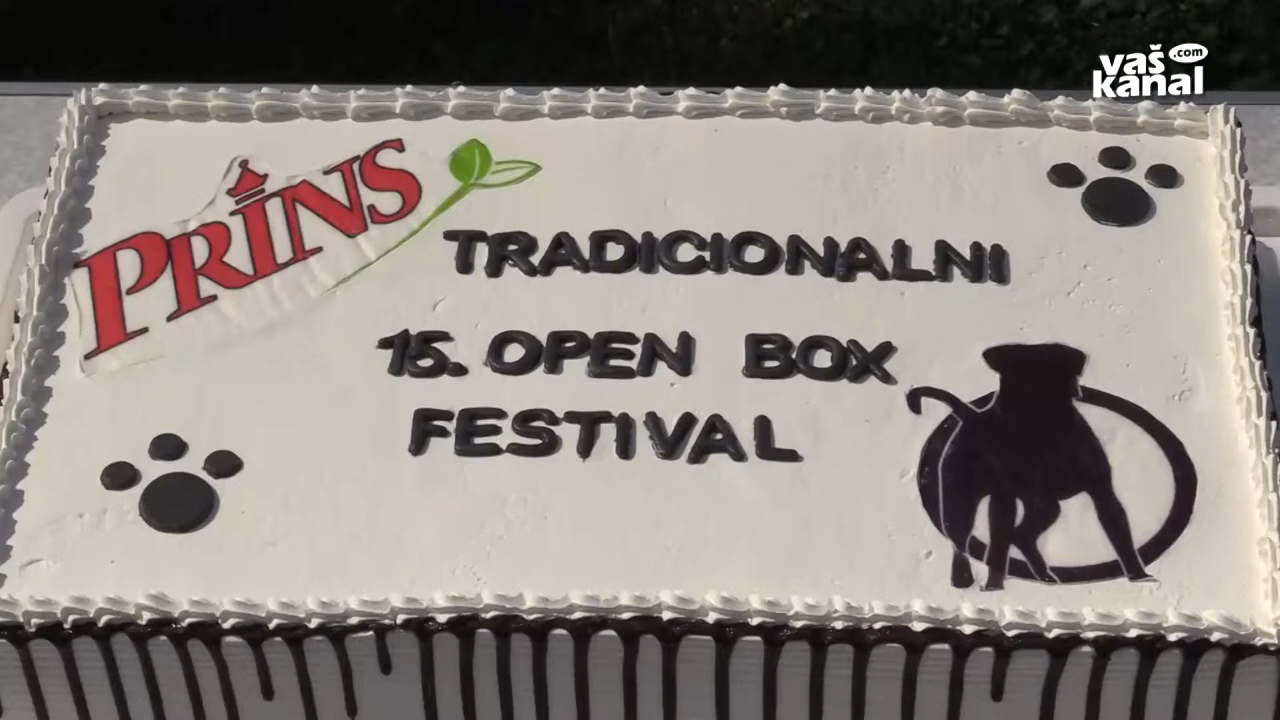 vaš .com
kanal
PRINS
TRADICIONALNI
15. OPEN BOX
FESTIVAL